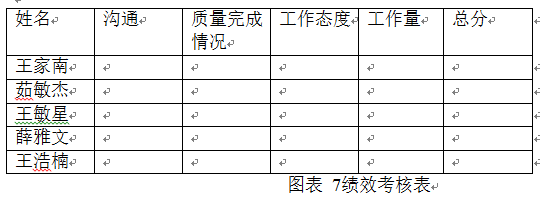 姓名 沟通 质量完成情况 工作态度 工作量 总分
王家南
茹敏杰
王敏星
薛雅文
王浩楠
图表 7绩效考核表